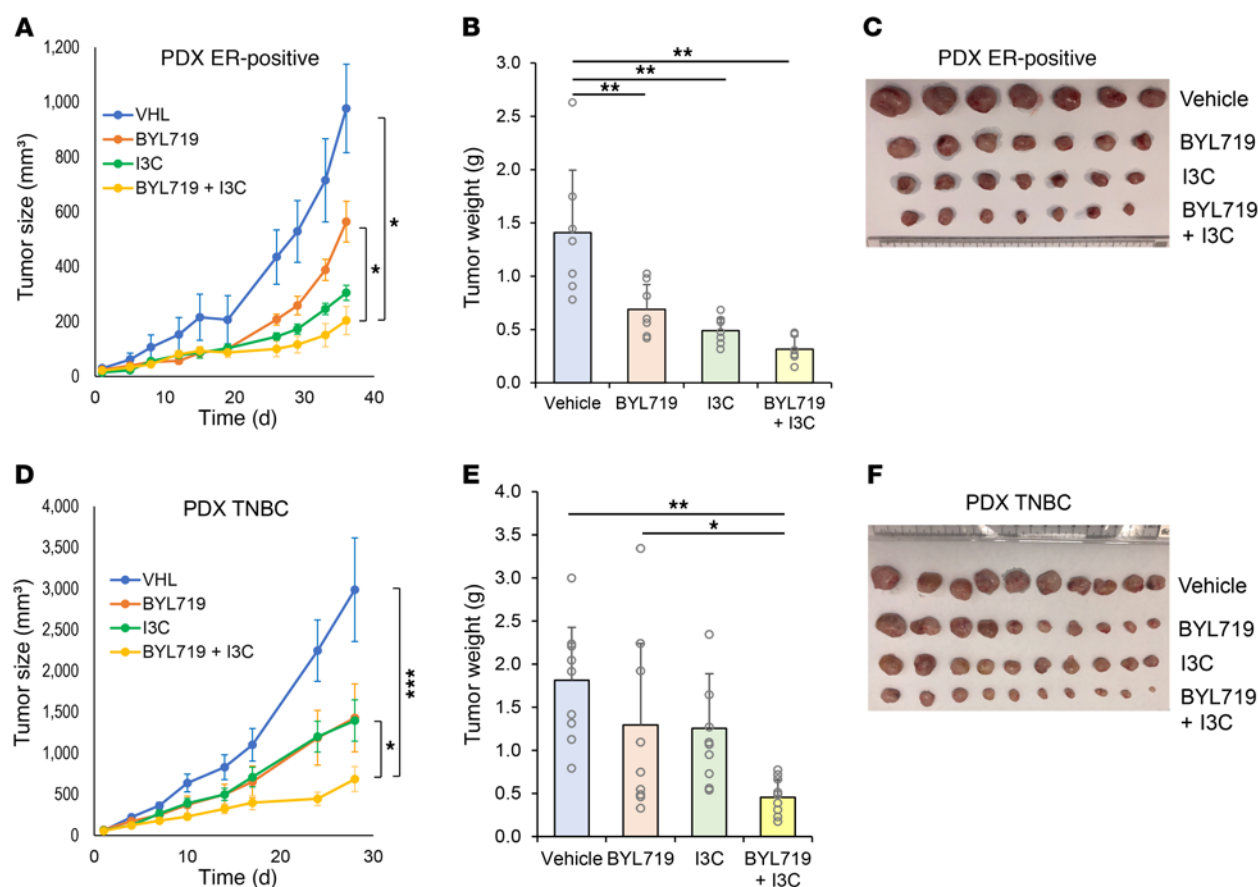 A
PDX ER-positive
1,200
1,000
800
600
400
200
0
Tumor size (mm³)
VHL
BYL719
I3C
BYL719 + I3C
*
*
0
10
20
30
40
Time (d)
B
3.0
2.5
2.0
1.5
1.0
0.5
0.0
Tumor weight (g)
**
**
**
Vehicle
BYL719
I3C
BYL719
+ I3C
C
Vehicle
BYL719
I3C
BYL719
+ I3C
D
PDX TNBC
4,000
3,500
3,000
2,500
2,000
1,500
1,000
500
0
Tumor size (mm³)
VHL
BYL719
I3C
BYL719 + I3C
***
*
0
10
20
30
Time (d)
E
4.0
3.5
3.0
2.5
2.0
1.5
1.0
0.5
0.0
Tumor weight (g)
**
*
Vehicle
BYL719
I3C
BYL719
+ I3C
F
PDX TNBC
Vehicle
BYL719
I3C
BYL719
+ I3C